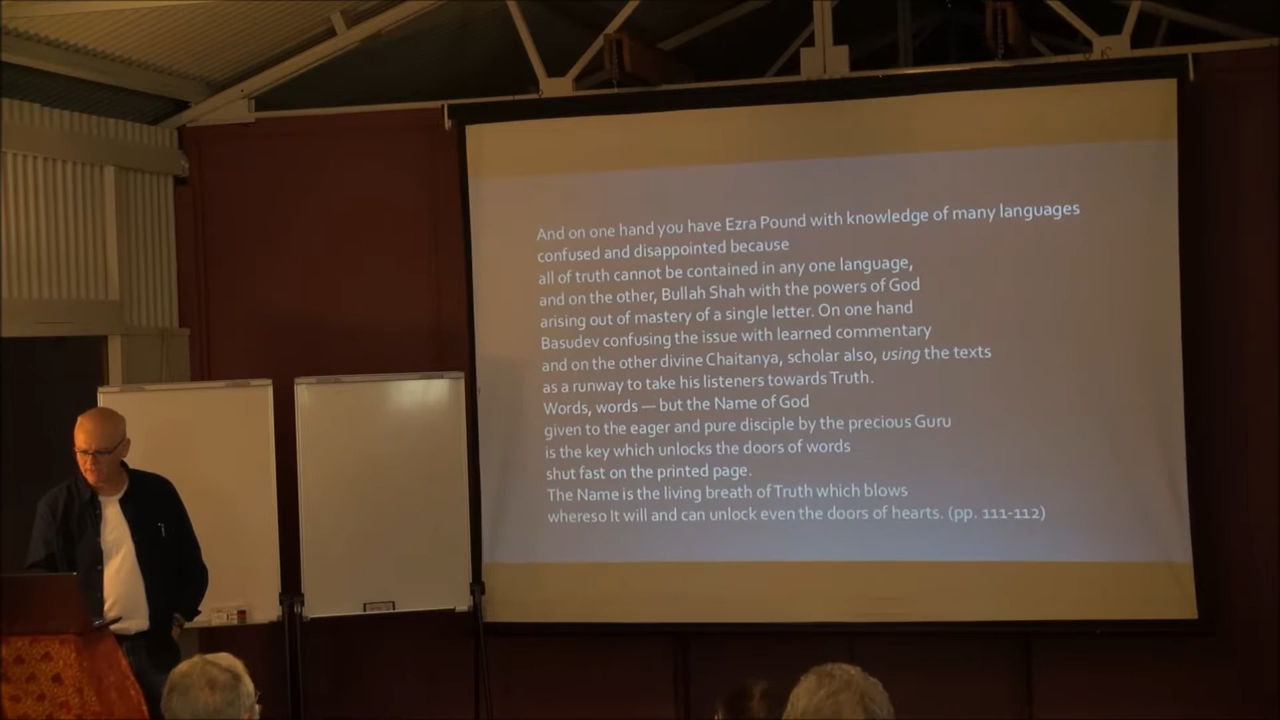 And on one hand you have Ezra Pound with knowledge of many languages
confused and disappointed because
all of truth cannot be contained in any one language,
and on the other, Bullah Shah with the powers of God
arising out of mastery of a single letter. On one hand
Basudev confusing the issue with learned commentary
and on the other divine Chaitanya, scholar also, using the texts
as a runway to take his listeners towards Truth.
Words, words — but the Name of God
given to the eager and pure disciple by the precious Guru
is the key which unlocks the doors of words
shut fast on the printed page.
The Name is the living breath of Truth which blows
whereso It will and can unlock even the doors of hearts. (pp. 111-112)